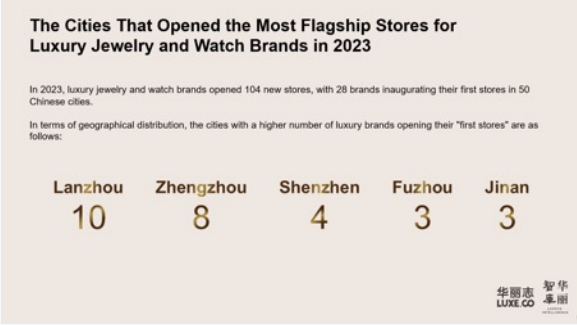 The Cities That Opened the Most Flagship Stores for
Luxury Jewelry and Watch Brands in 2023
In 2023, luxury jewelry and watch brands opened 104 new stores, with 28 brands inaugurating their first stores in 50
Chinese cities.
In terms of geographical distribution, the cities with a higher number of luxury brands opening their "first stores" are as
follows:
Lanzhou Zhengzhou Shenzhen Fuzhou Jinan
10 8 4 3 3
华丽志
LUXE.CO
智华
库丽